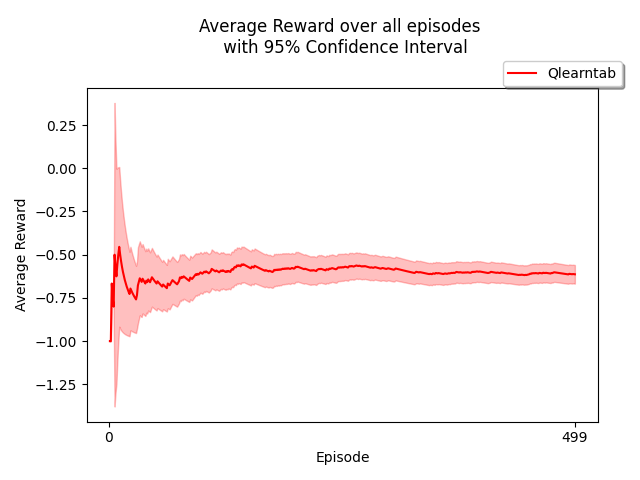 Average Reward over all episodes
with 95% Confidence Interval
Qlearntab
0.25
0.00
−0.25
−0.50
−0.75
−1.00
−1.25
Average Reward
0
499
Episode